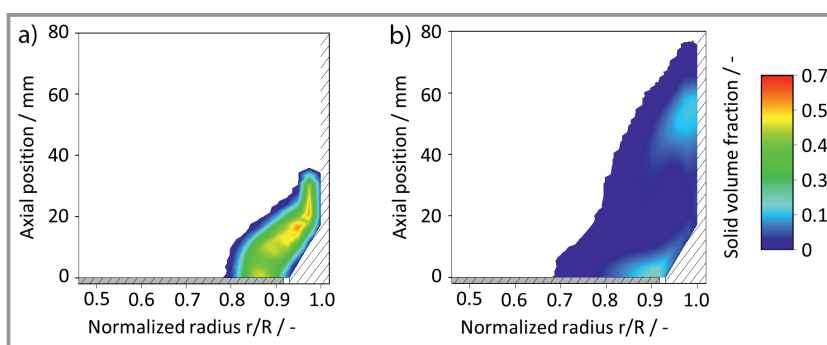 a)
80
60
40
20
0
Axial position / mm
0.5 0.6 0.7 0.8 0.9 1.0
Normalized radius r/R / -
b)
80
60
40
20
0
Axial position / mm
0.5 0.6 0.7 0.8 0.9 1.0
Normalized radius r/R / -
Solid volume fraction / -
0.7
0.5
0.4
0.3
0.1
0